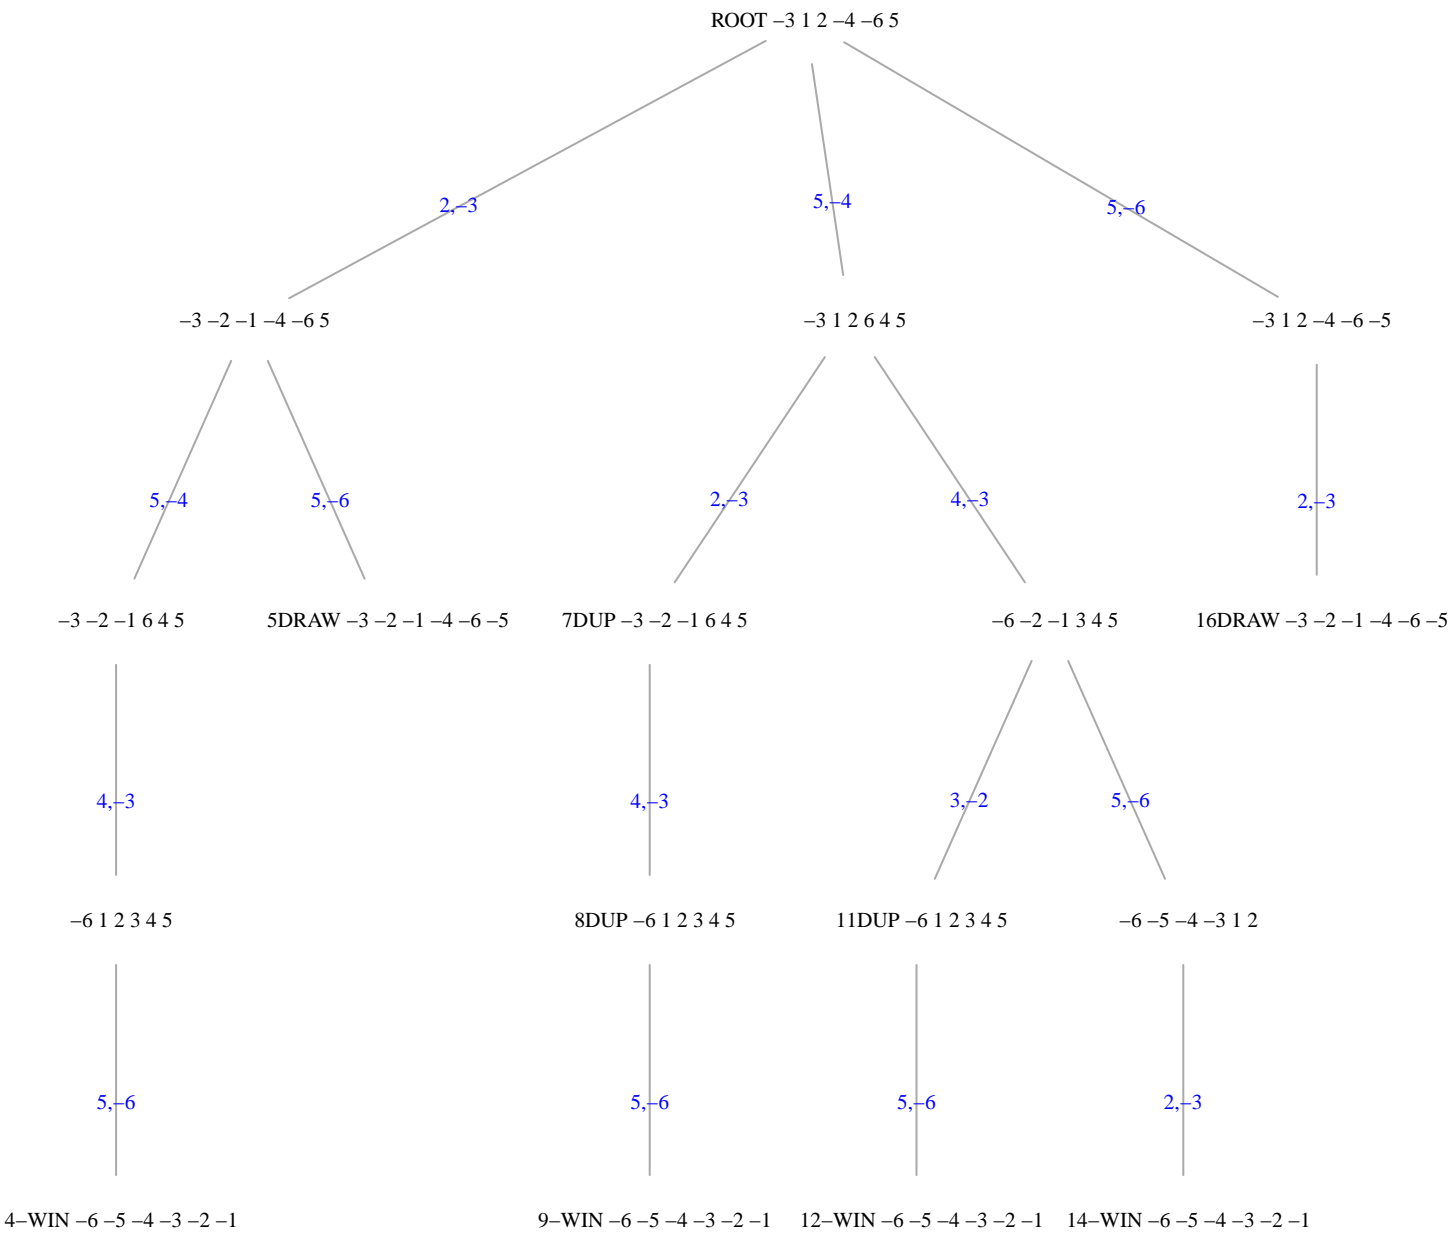 ROOT –3 1 2 –4 –6 5
2,–3
5,–4
5,–6
–3 –2 –1 –4 –6 5
–3 1 2 6 4 5
–3 1 2 –4 –6 –5
5,–4
5,–6
2,–3
4,–3
2,–3
–3 –2 –1 6 4 5
5DRAW –3 –2 –1 –4 –6 –5
7DUP –3 –2 –1 6 4 5
–6 –2 –1 3 4 5
16DRAW –3 –2 –1 –4 –6 –5
4,–3
4,–3
3,–2
5,–6
–6 1 2 3 4 5
8DUP –6 1 2 3 4 5
11DUP –6 1 2 3 4 5
–6 –5 –4 –3 1 2
5,–6
5,–6
5,–6
2,–3
4–WIN –6 –5 –4 –3 –2 –1
9–WIN –6 –5 –4 –3 –2 –1
12–WIN –6 –5 –4 –3 –2 –1
14–WIN –6 –5 –4 –3 –2 –1